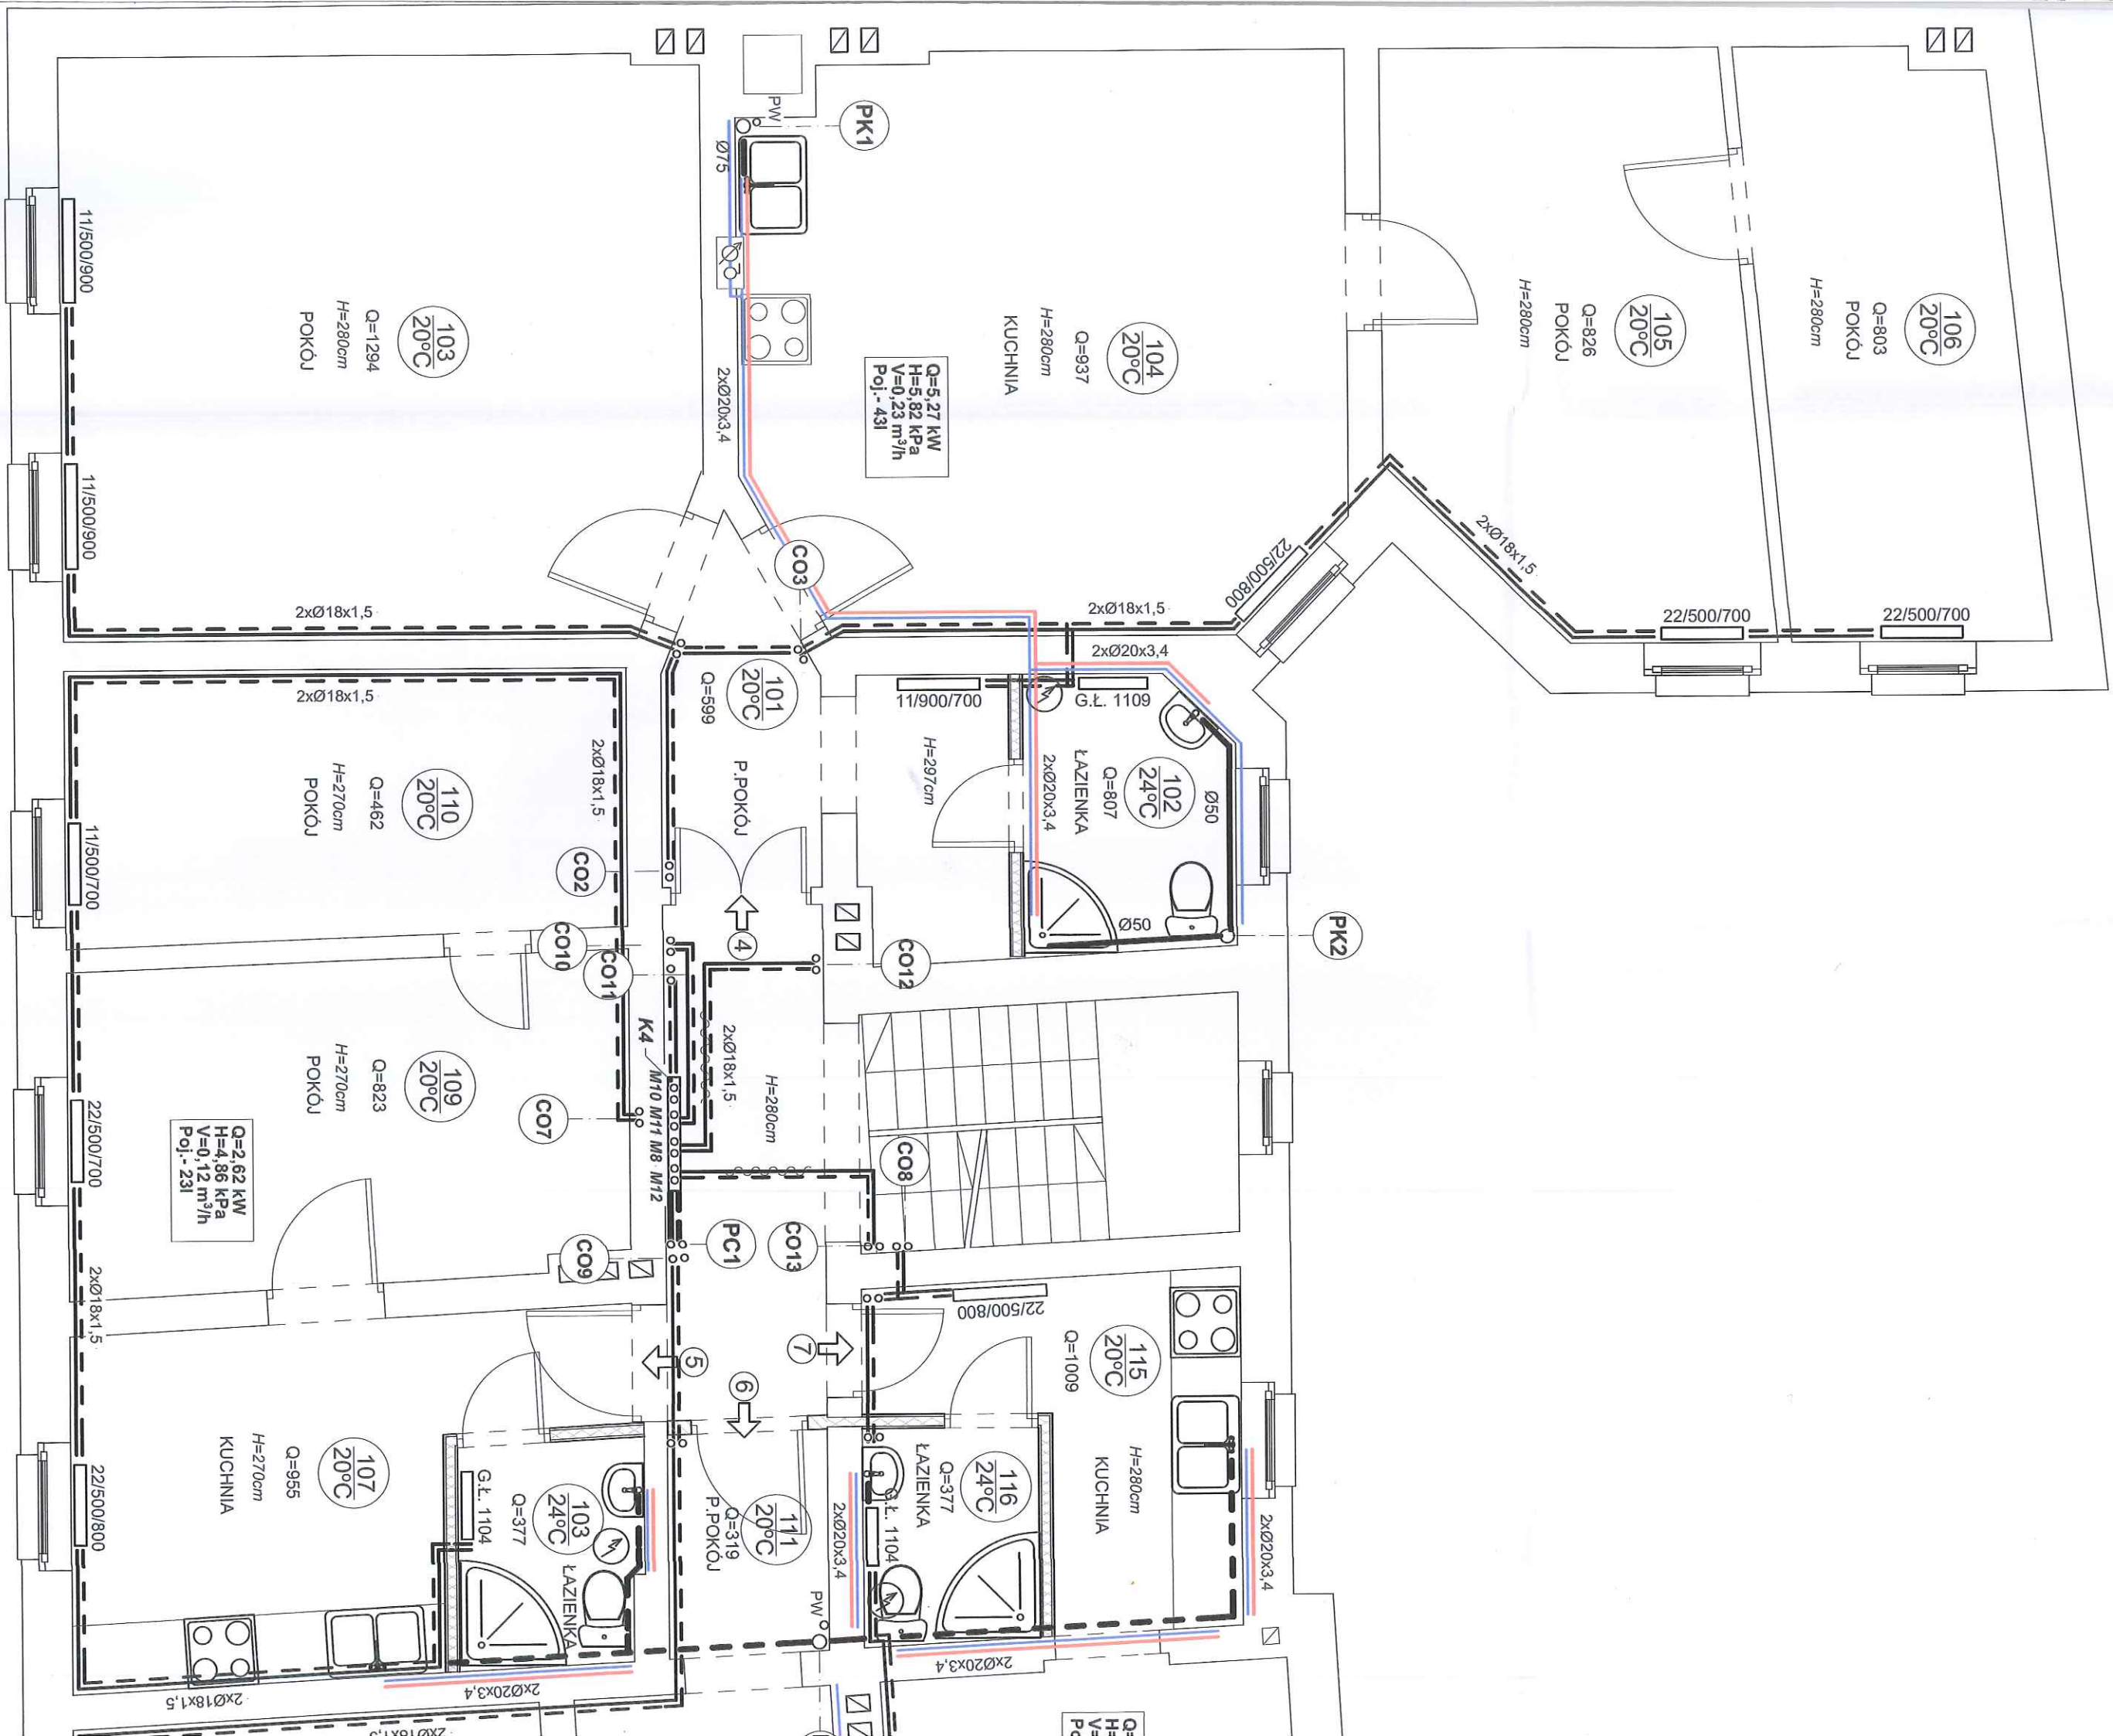 PW
PK1
Ø75
11/500/900
103
20°C
Q=1294
H=280cm
POKÓJ
11/500/900
2xØ20x3,4
Q=5,27 kW
H=5,82 kPa
V=0,23 m³/h
Poj.- 43l
104
20°C
Q=937
H=280cm
KUCHNIA
105
20°C
Q=826
POKÓJ
H=280cm
106
20°C
Q=803
POKÓJ
H=280cm
2xØ18x1,5
CO3
22/500/800
2xØ18x1,5
2xØ18x1,5
22/500/700
22/500/700
2xØ20x3,4
2xØ18x1,5
Q=599
101
20°C
P.POKÓJ
11/900/700
G.Ł. 1109
H=297cm
ŁAZIENKA
Q=807
102
24°C
2xØ20x3,4
Ø50
Ø50
PK2
2xØ18x1,5
110
20°C
Q=462
H=270cm
POKÓJ
11/500/700
CO2
4
CO10
CO11
CO12
K4
M10 M11 M8 M12
2xØ18x1,5
H=280cm
109
20°C
Q=823
H=270cm
POKÓJ
22/500/700
CO7
Q=2,62 kW
H=4,86 kPa
V=0,12 m³/h
Poj.- 23l
CO8
CO9
PC1
CO13
2xØ18x1,5
22/500/800
5
6
7
115
20°C
Q=1009
H=280cm
KUCHNIA
107
20°C
Q=955
H=270cm
KUCHNIA
22/500/800
G.Ł. 1104
Q=377
103
24°C
ŁAZIENKA
111
20°C
Q=319
P.POKÓJ
2xØ20x3,4
PW
ŁAZIENKA
Q=377
116
24°C
G.Ł. 1104
2xØ20x3,4
2xØ20x3,4
2xØ20x3,4
2xØ18x1,5
2xØ18x1,5
Q=
H=
V=
Po